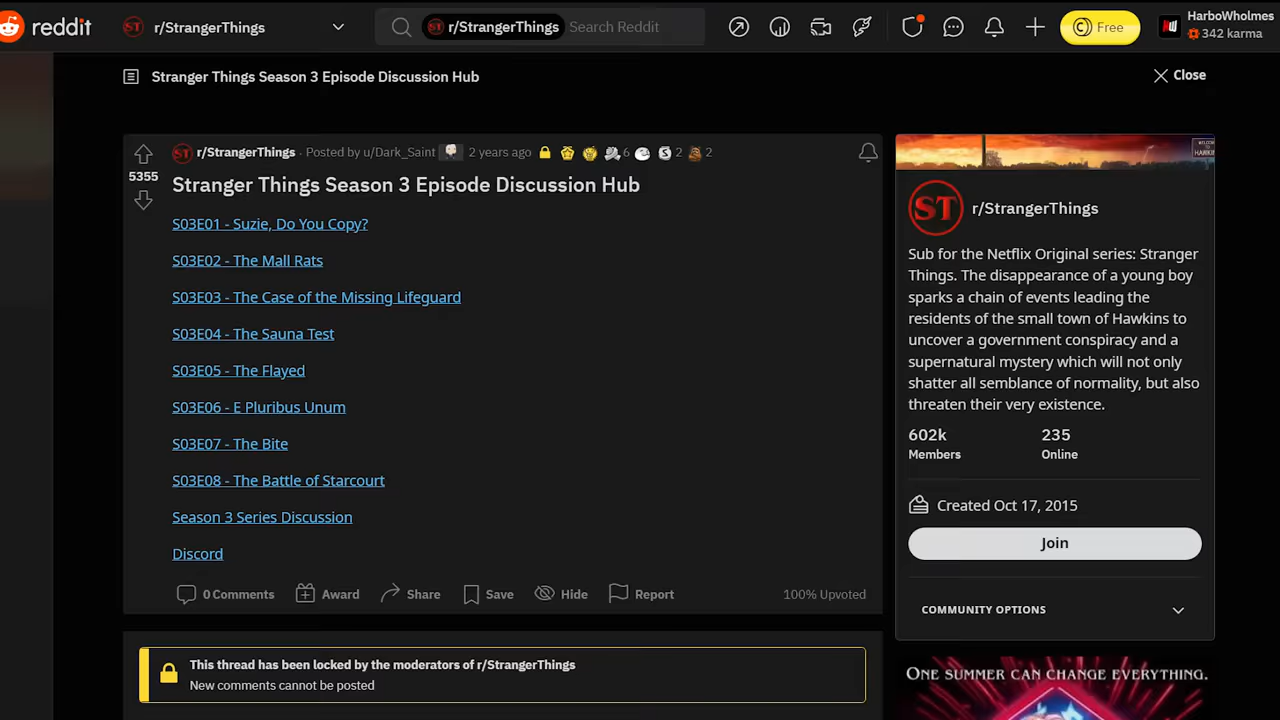 reddit
r/StrangerThings
r/StrangerThings Search Reddit
Free
HarboWholmes
342 karma
Stranger Things Season 3 Episode Discussion Hub
Close
5355
r/StrangerThings · Posted by u/Dark_Saint 2 years ago 6 2 2
Stranger Things Season 3 Episode Discussion Hub
S03E01 - Suzie, Do You Copy?
S03E02 - The Mall Rats
S03E03 - The Case of the Missing Lifeguard
S03E04 - The Sauna Test
S03E05 - The Flayed
S03E06 - E Pluribus Unum
S03E07 - The Bite
S03E08 - The Battle of Starcourt
Season 3 Series Discussion
Discord
0 Comments Award Share Save Hide Report 100% Upvoted
This thread has been locked by the moderators of r/StrangerThings
New comments cannot be posted
WELCOME TO
ST
r/StrangerThings
Sub for the Netflix Original series: Stranger
Things. The disappearance of a young boy
sparks a chain of events leading the
residents of the small town of Hawkins to
uncover a government conspiracy and a
supernatural mystery which will not only
shatter all semblance of normality, but also
threaten their very existence.
602k 235
Members Online
Created Oct 17, 2015
Join
COMMUNITY OPTIONS
ONE SUMMER CAN CHANGE EVERYTHING.